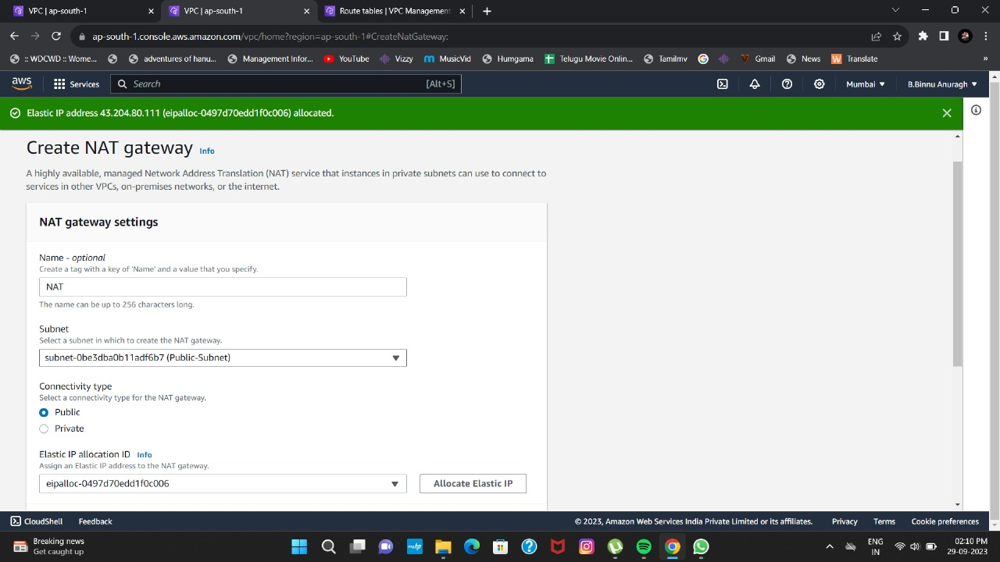 VPC | ap-south-1
VPC | ap-south-1
Route tables | VPC Management
ap-south-1.console.aws.amazon.com/vpc/home?region=ap-south-1#CreateNatGateway:
:: WDCWD :: Wome...
adventures of hanu...
ManagementInfor...
YouTube
Vizzy
MusicVid
Humgama
Telugu Movie Onlin...
Tamilmv
Gmail
News
Translate
»
aws
Services
Search
[Alt+S]
Mumbai
B.Binnu Anuragh
Elastic IP address 43.204.80.111 (eipalloc-0497d70edd1f0c006) allocated.
Create NAT gateway Info
A highly available, managed Network Address Translation (NAT) service that instances in private subnets can use to connect to
services in other VPCs, on-premises networks, or the internet.
NAT gateway settings
Name - optional
Create a tag with a key of 'Name' and a value that you specify.
NAT
The name can be up to 256 characters long.
Subnet
Select a subnet in which to create the NAT gateway.
subnet-0be3dba0b11adf6b7 (Public-Subnet)
Connectivity type
Select a connectivity type for the NAT gateway.
Public
Private
Elastic IP allocation ID Info
Assign an Elastic IP address to the NAT gateway.
eipalloc-0497d70edd1f0c006
Allocate Elastic IP
CloudShell
Feedback
© 2023, Amazon Web Services India Private Limited or its affiliates.
Privacy
Terms
Cookie preferences
Breaking news
Get caught up
ENG
IN
02:10 PM
29-09-2023